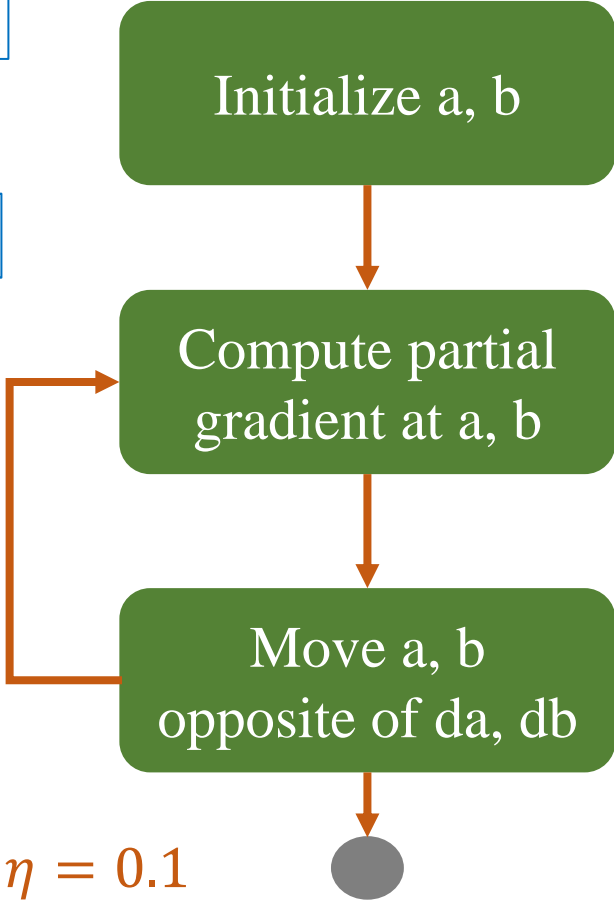 Initialize a, b
Compute partial
gradient at a, b
Move a, b
opposite of da, db
η = 0.1